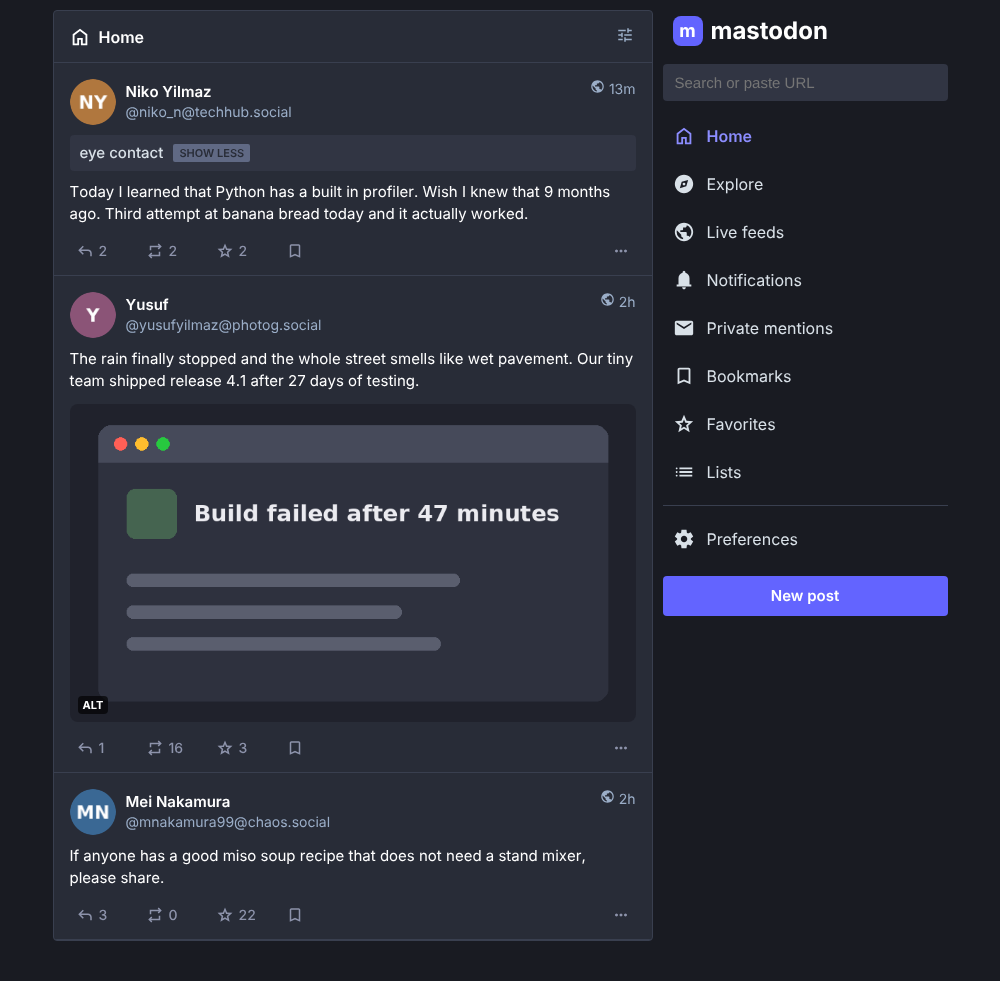 Home
NY
Niko Yilmaz
@niko_n@techhub.social
13m
eye contact SHOW LESS
Today I learned that Python has a built in profiler. Wish I knew that 9 months
ago. Third attempt at banana bread today and it actually worked.
2 2 2
Y
Yusuf
@yusufyilmaz@photog.social
2h
The rain finally stopped and the whole street smells like wet pavement. Our tiny
team shipped release 4.1 after 27 days of testing.
Build failed after 47 minutes
ALT
1 16 3
MN
Mei Nakamura
@mnakamura99@chaos.social
2h
If anyone has a good miso soup recipe that does not need a stand mixer,
please share.
3 0 22
m mastodon
Search or paste URL
Home
Explore
Live feeds
Notifications
Private mentions
Bookmarks
Favorites
Lists
Preferences
New post